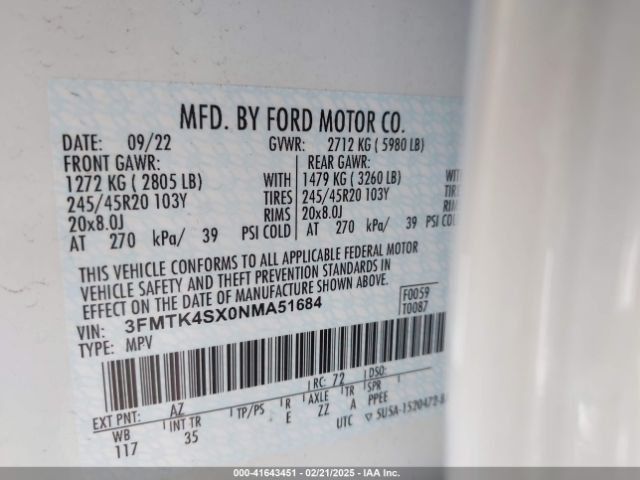 MFD. BY FORD MOTOR CO.
DATE: 09/22 GVWR: 2712 KG ( 5980 LB)
FRONT GAWR: REAR GAWR:
1272 KG ( 2805 LB) WITH 1479 KG ( 3260 LB) WITH
245/45R20 103Y TIRES 245/45R20 103Y TIRES
20x8.0J RIMS 20x8.0J RIMS
AT 270 kPa/ 39 PSI COLD AT 270 kPa/ 39 PSI COLD
THIS VEHICLE CONFORMS TO ALL APPLICABLE FEDERAL MOTOR
VEHICLE SAFETY AND THEFT PREVENTION STANDARDS IN
EFFECT ON THE DATE OF MANUFACTURE SHOWN ABOVE.
VIN: 3FMTK4SX0NMA51684 F0059
TYPE: MPV T0087
EXT PNT: AZ RC: 72 DSO:
WB INT TR TP/PS R AXLE TR SPR
117 35 E ZZ A PPEE
UTC
000-41643451 - 02/21/2025 - IAA Inc.